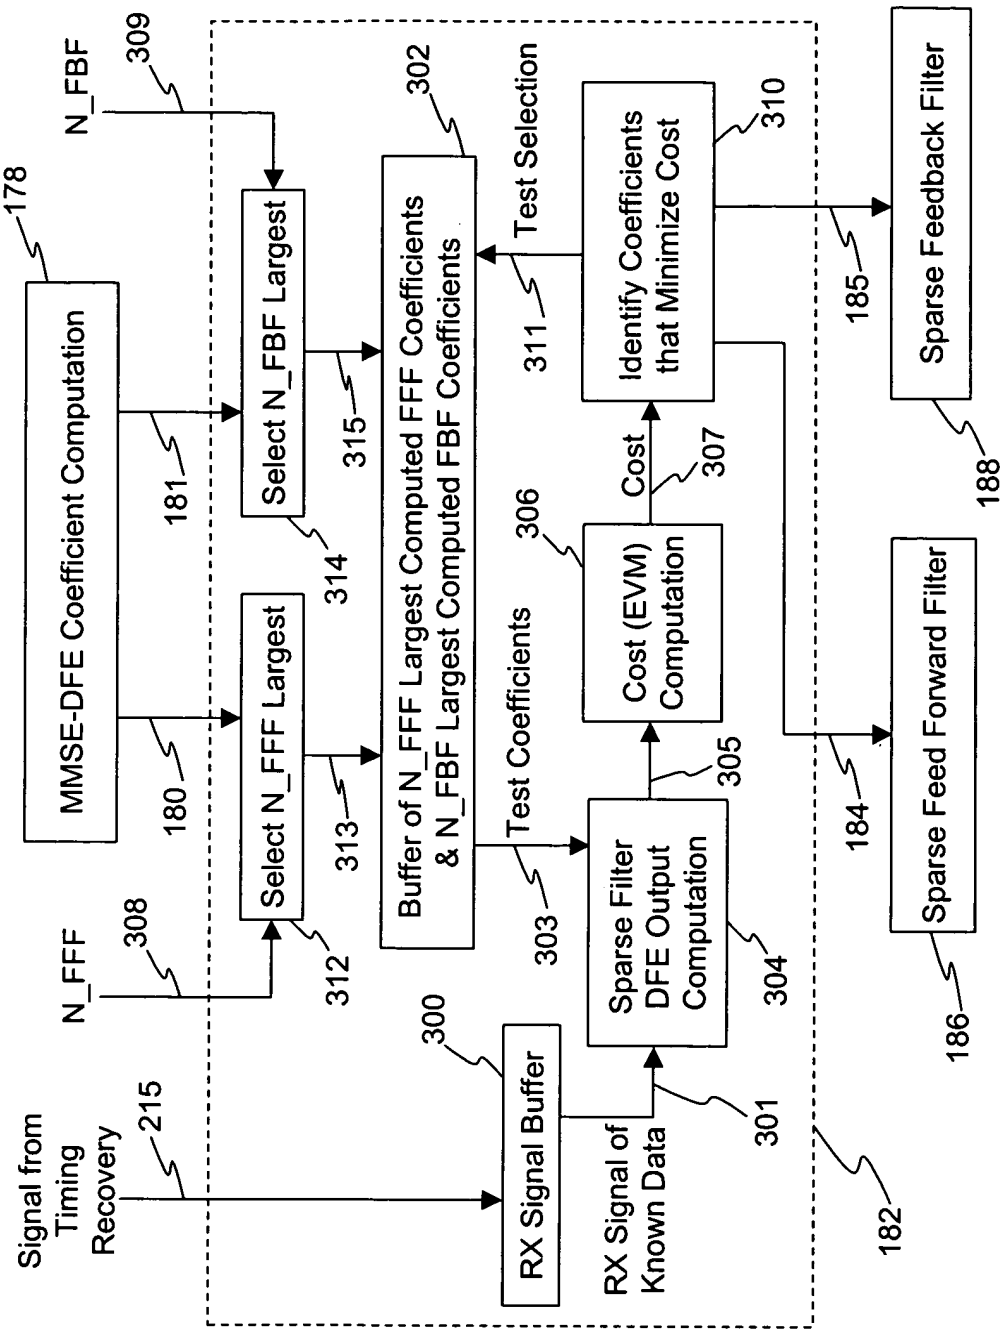 Signal from
Timing
Recovery
215
N_FFF
308
MMSE-DFE Coefficient Computation
178
N_FBF
309
180
181
Select N_FFF Largest
312
Select N_FBF Largest
314
313
315
Buffer of N_FFF Largest Computed FFF Coefficients
& N_FBF Largest Computed FBF Coefficients
302
RX Signal Buffer
300
Test Coefficients
303
Test Selection
311
RX Signal of
Known Data
301
Sparse Filter
DFE Output
Computation
304
305
Cost (EVM)
Computation
306
Cost
307
Identify Coefficients
that Minimize Cost
310
182
184
185
Sparse Feed Forward Filter
186
Sparse Feedback Filter
188